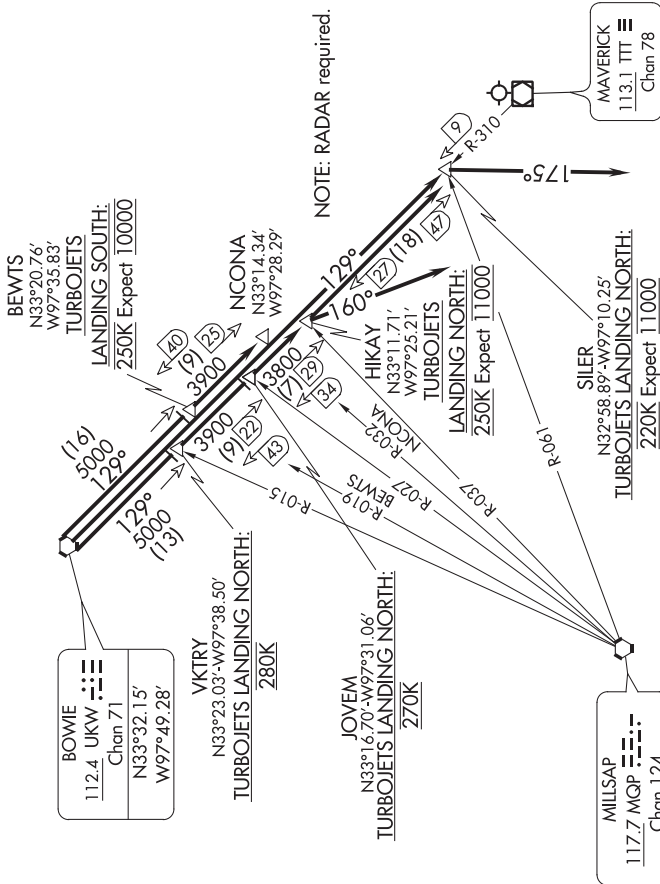 NOTE: RADAR required.
BEWTS
N33°20.76'
W97°35.83'
TURBOJETS
LANDING SOUTH:
250K Expect 10000
NCONA
N33°14.34'
W97°28.29'
(16)
5000
129°
40
(9)
25
3900
129°
129°
5000
(13)
3900
(9)
22
43
3800
(7)
29
34
27
(18)
47
160°
175°
9
R-310
MAVERICK
113.1 TTT
Chan 78
HIKAY
N33°11.71'
W97°25.21'
TURBOJETS
LANDING NORTH:
250K Expect 11000
SILER
N32°58.89'-W97°10.25'
TURBOJETS LANDING NORTH:
220K Expect 11000
BOWIE
112.4 UKW
Chan 71
N33°32.15'
W97°49.28'
VKTRY
N33°23.03'-W97°38.50'
TURBOJETS LANDING NORTH:
280K
JOVEM
N33°16.70'-W97°31.06'
TURBOJETS LANDING NORTH:
270K
R-015
R-019
BEWTS
R-027
R-032
NCONA
R-037
R-061
MILLSAP
117.7 MQP
Chan 124